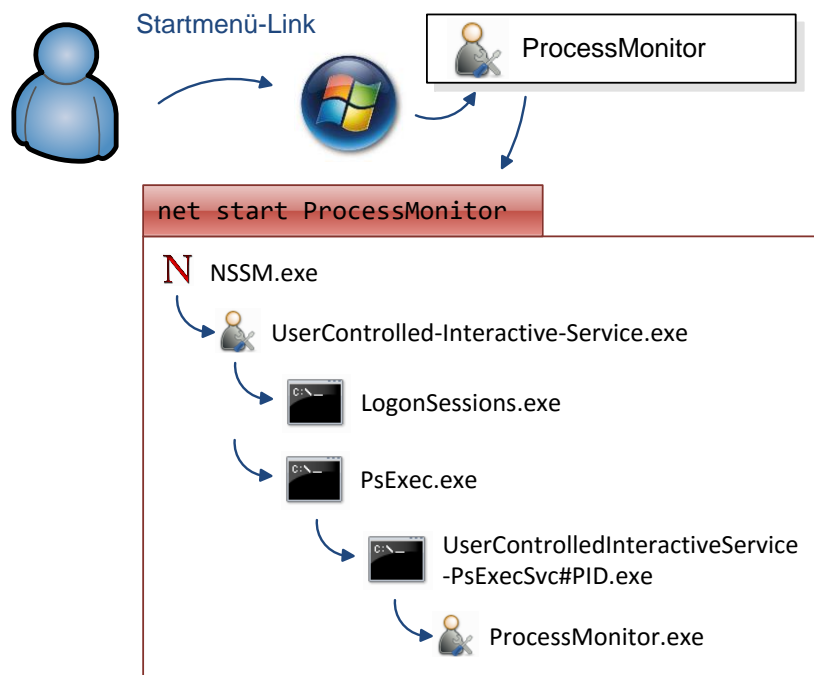 Startmenü-Link
ProcessMonitor
net start ProcessMonitor
N NSSM.exe
UserControlled-Interactive-Service.exe
C:\_ LogonSessions.exe
C:\_ PsExec.exe
C:\_ UserControlledInteractiveService
-PsExecSvc#PID.exe
ProcessMonitor.exe